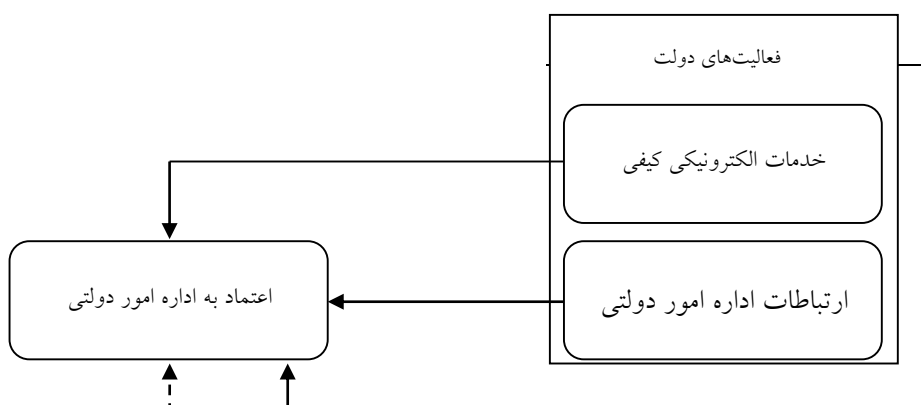 فعالیت‌های دولت
خدمات الکترونیکی کیفی
ارتباطات اداره امور دولتی
اعتماد به اداره امور دولتی